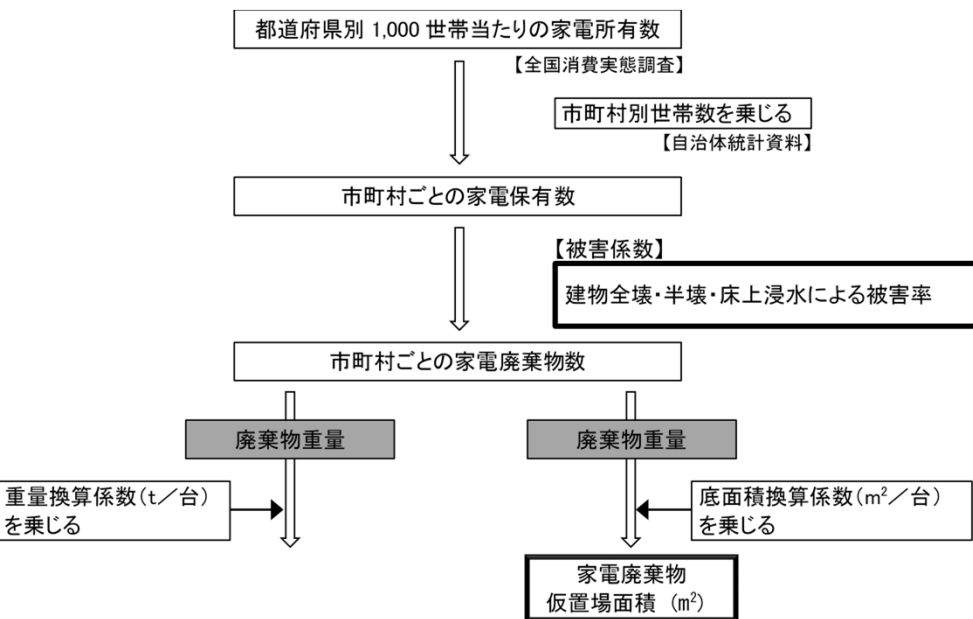 都道府県別 1,000 世帯当たりの家電所有数
【全国消費実態調査】
市町村別世帯数を乗じる
【自治体統計資料】
市町村ごとの家電保有数
【被害係数】
建物全壊・半壊・床上浸水による被害率
市町村ごとの家電廃棄物数
廃棄物重量
廃棄物重量
重量換算係数(t/台)
を乗じる
底面積換算係数(m²/台)
を乗じる
家電廃棄物
仮置場面積 (m²)